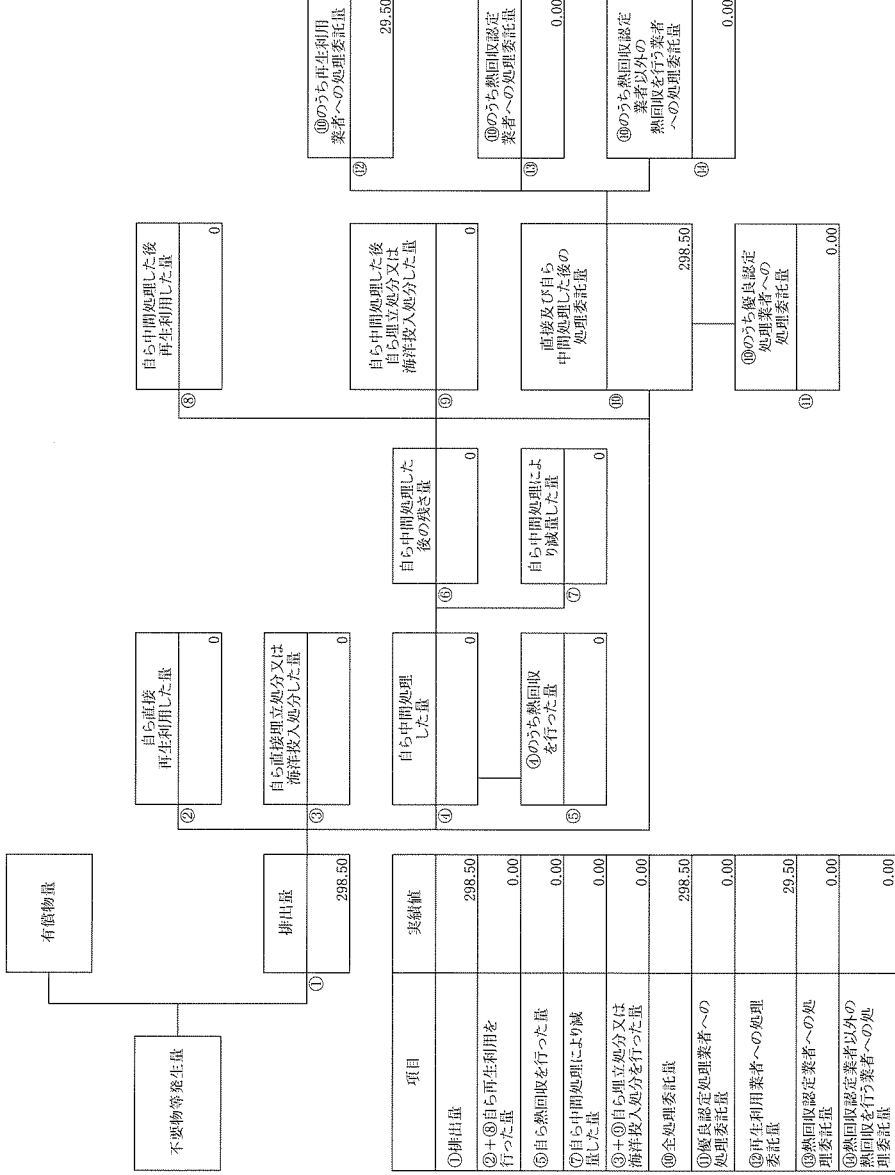 不要物等発生量
有償物量
①
排出量
298.50
②
自ら直接
再生利用した量
0
③
自ら直接埋立処分又は
海洋投入処分した量
0
④
自ら中間処理
した量
0
⑤
④のうち熱回収
を行った量
0
⑥
自ら中間処理した
後の残さ量
0
⑦
自ら中間処理によ
り減量した量
0
⑧
自ら中間処理した後
再生利用した量
0
⑨
自ら中間処理した後
自ら埋立処分又は
海洋投入処分した量
0
⑩
直接及び自ら
中間処理した後の
処理委託量
298.50
⑪
⑩のうち優良認定
処理業者への
処理委託量
0.00
⑫
⑩のうち再生利用
業者への処理委託量
29.50
⑬
⑩のうち熱回収認定
業者への処理委託量
0.00
⑭
⑩のうち熱回収認定
業者以外の
熱回収を行う業者
への処理委託量
0.00
項目 実績値
①排出量 298.50
②+⑧自ら再生利用を
行った量 0.00
⑤自ら熱回収を行った量 0.00
⑦自ら中間処理により減
量した量 0.00
③+⑨自ら埋立処分又は
海洋投入処分を行った量 0.00
⑩全処理委託量 298.50
⑪優良認定処理業者への
処理委託量 0.00
⑫再生利用業者への処理
委託量 29.50
⑬熱回収認定業者への処
理委託量 0.00
⑭熱回収認定業者以外の
熱回収を行う業者への処
理委託量 0.00